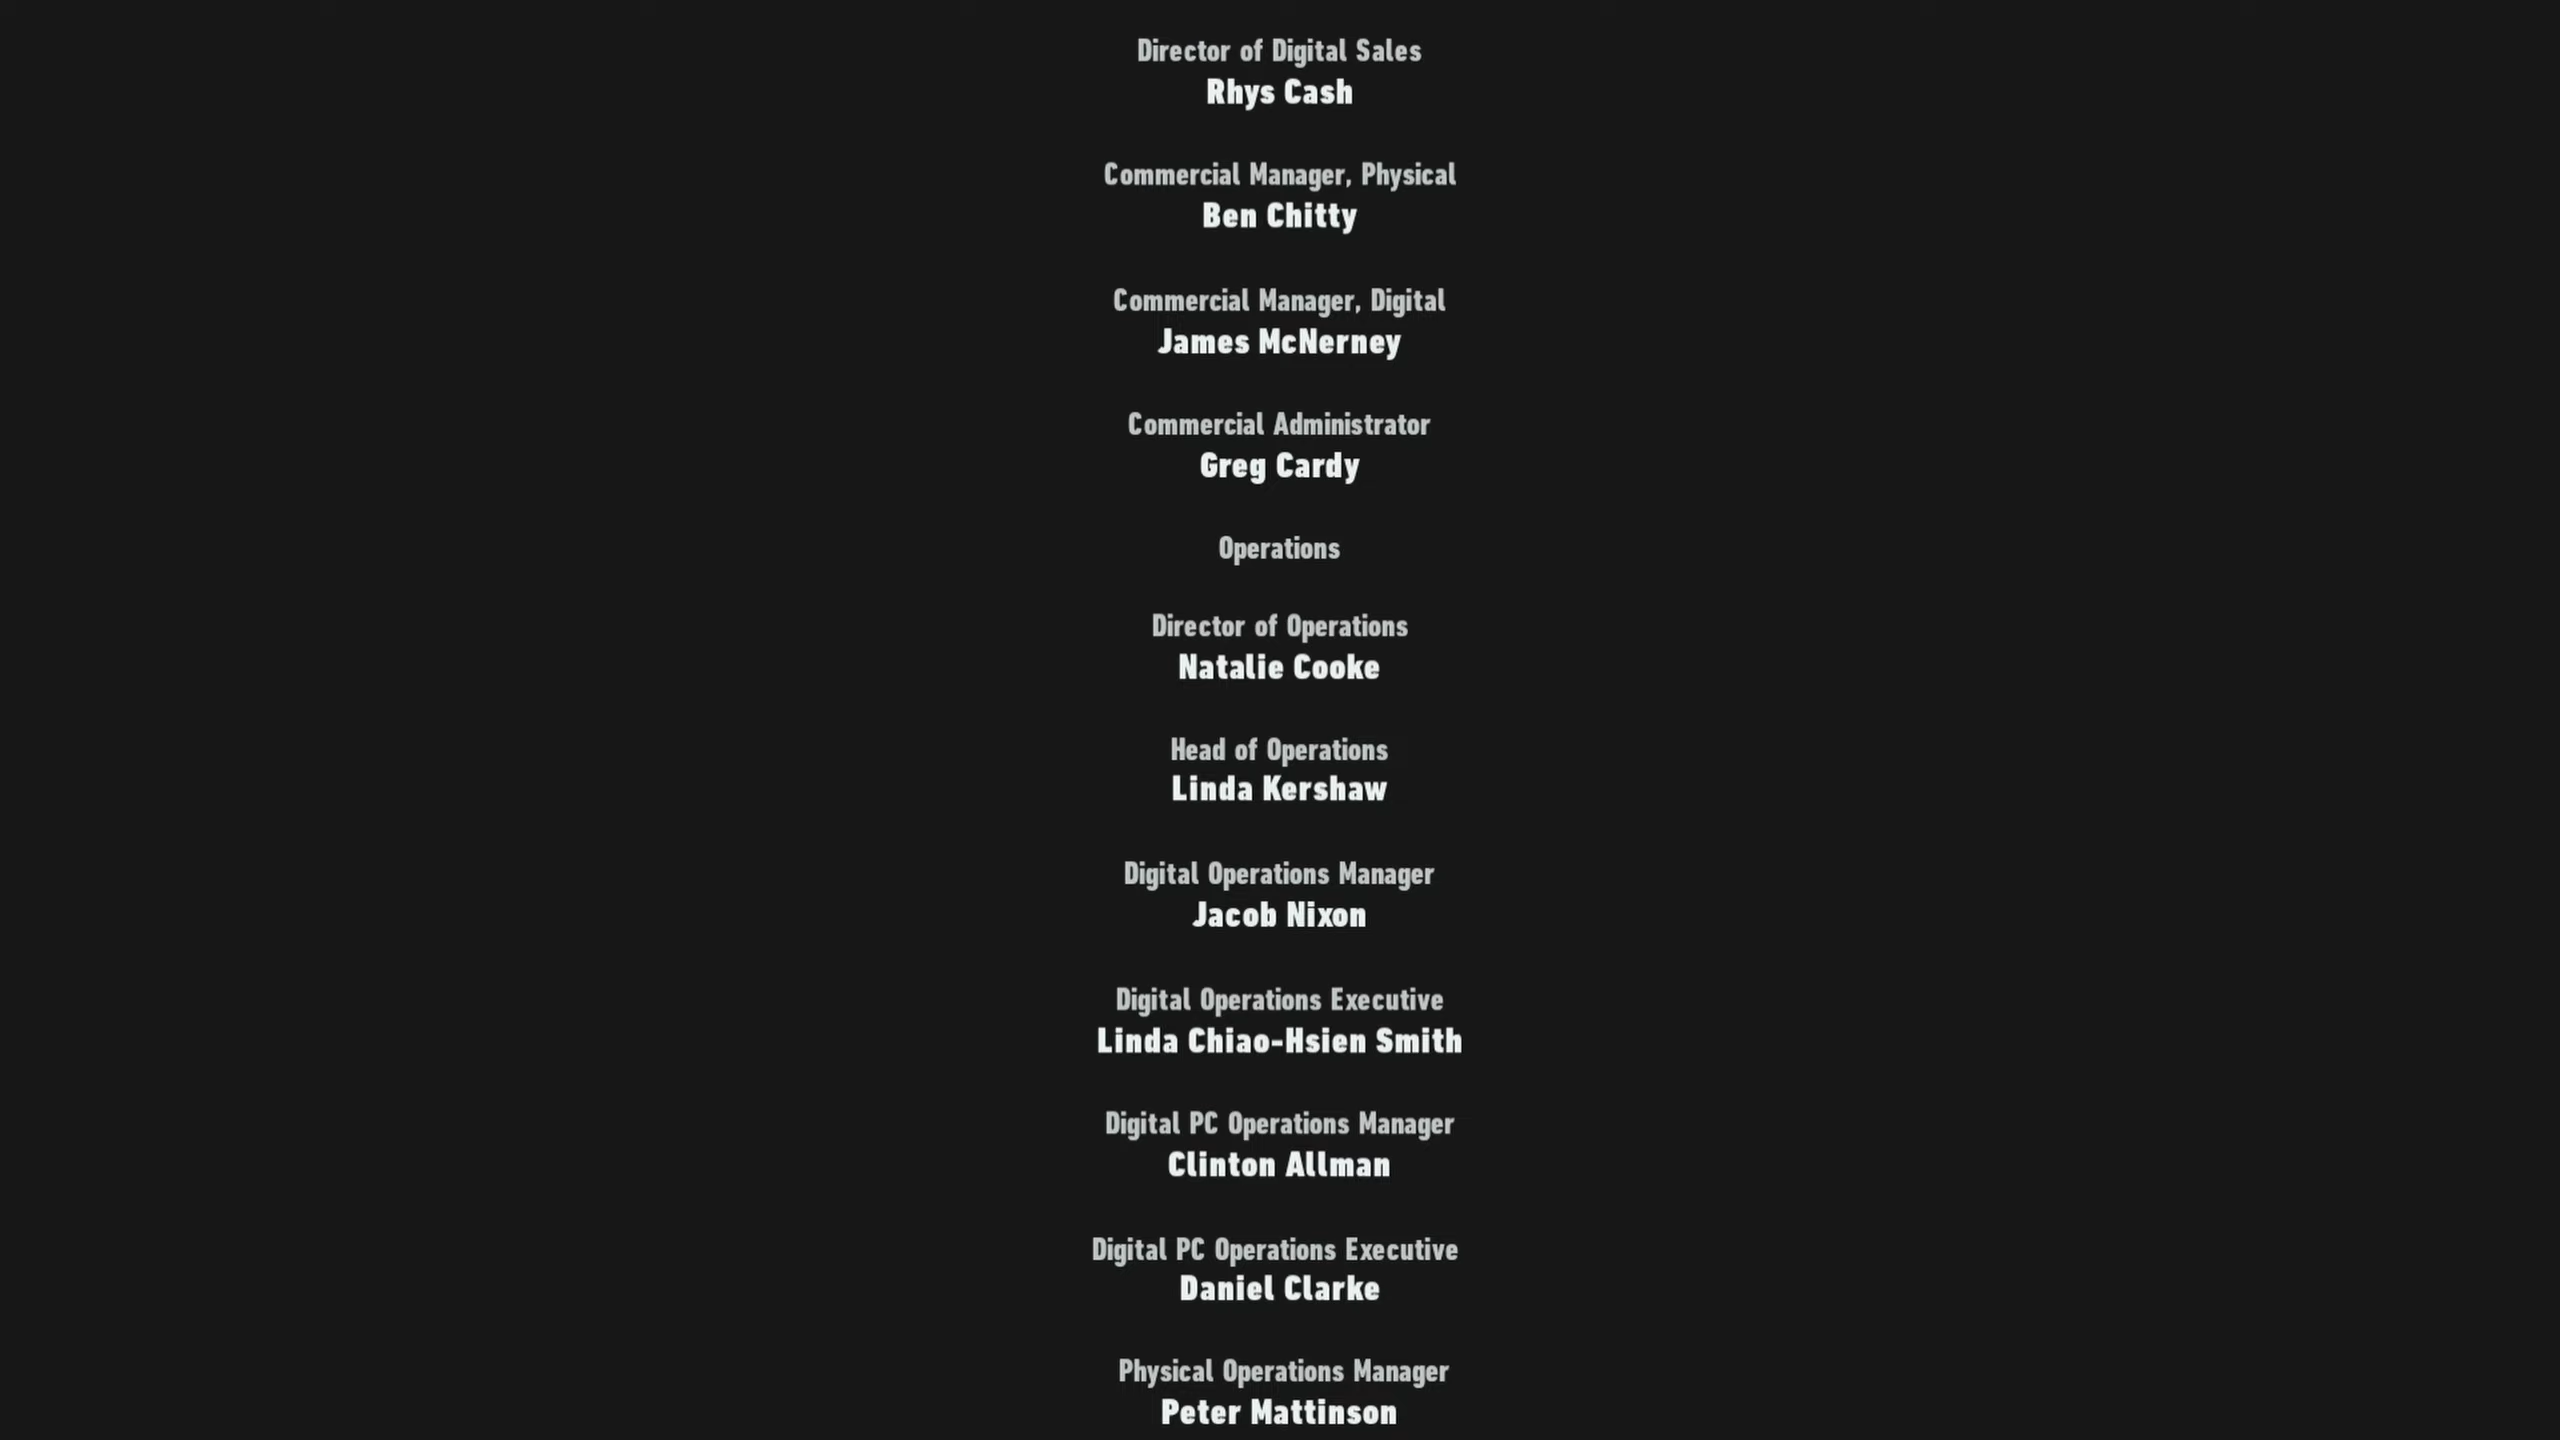 Director of Digital Sales
Rhys Cash
Commercial Manager, Physical
Ben Chitty
Commercial Manager, Digital
James McNerney
Commercial Administrator
Greg Cardy
Operations
Director of Operations
Natalie Cooke
Head of Operations
Linda Kershaw
Digital Operations Manager
Jacob Nixon
Digital Operations Executive
Linda Chiao-Hsien Smith
Digital PC Operations Manager
Clinton Allman
Digital PC Operations Executive
Daniel Clarke
Physical Operations Manager
Peter Mattinson